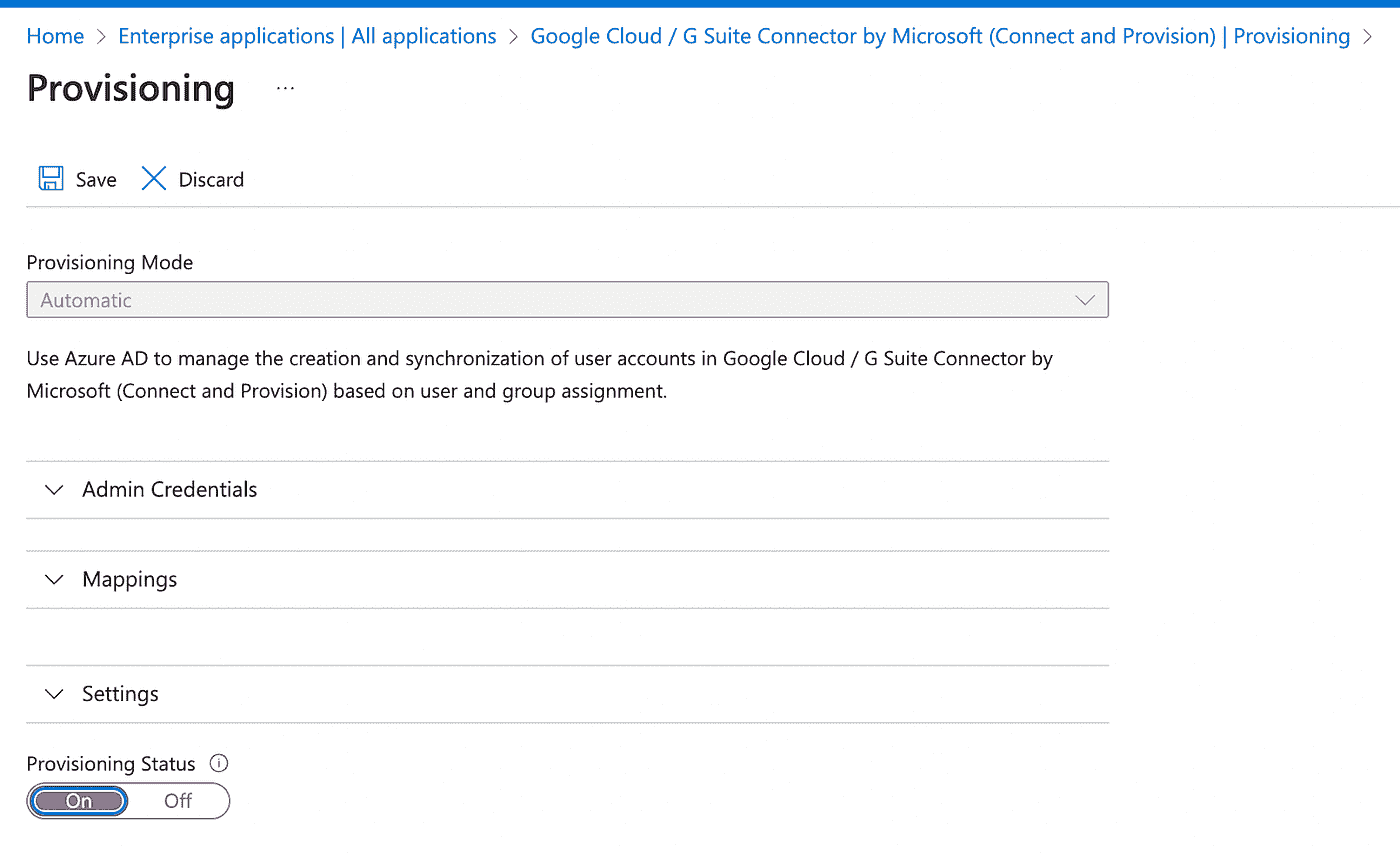 Home > Enterprise applications | All applications > Google Cloud / G Suite Connector by Microsoft (Connect and Provision) | Provisioning >
Provisioning ...
Save Discard
Provisioning Mode
Automatic
Use Azure AD to manage the creation and synchronization of user accounts in Google Cloud / G Suite Connector by
Microsoft (Connect and Provision) based on user and group assignment.
Admin Credentials
Mappings
Settings
Provisioning Status
On Off